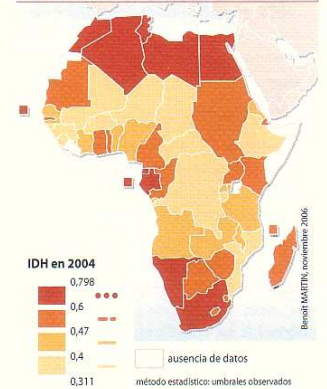 IDH en 2004
0,798
0,6
0,47
0,4
0,311
ausencia de datos
método estadístico: umbrales observados
Benoît MARTIN, noviembre 2006